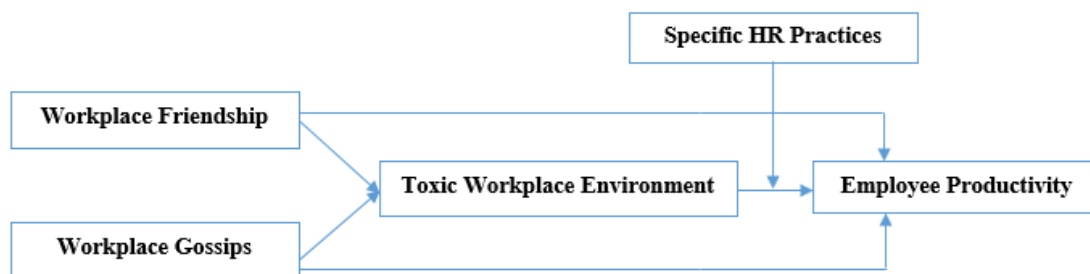 Specific HR Practices
Workplace Friendship
Toxic Workplace Environment
Employee Productivity
Workplace Gossips